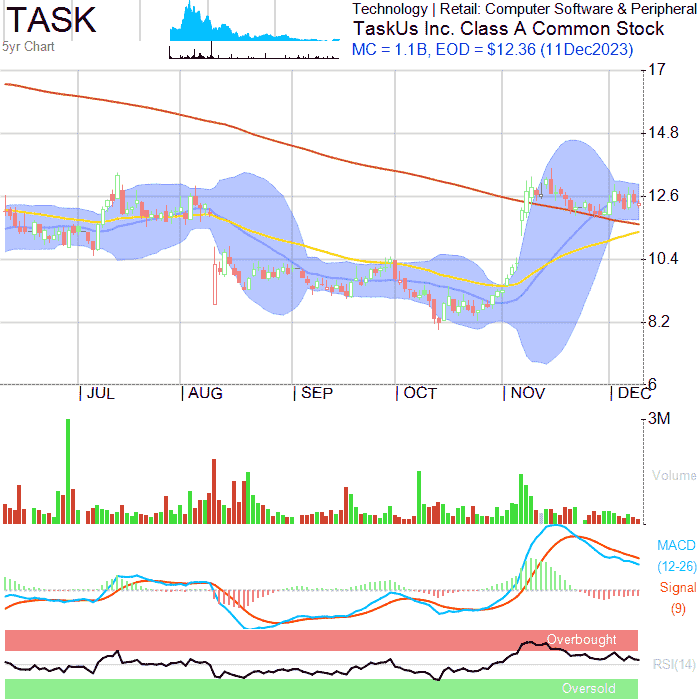 TASK
5yr Chart
Technology | Retail: Computer Software & Peripheral
TaskUs Inc. Class A Common Stock
MC = 1.1B, EOD = $12.36 (11Dec2023)
17
14.8
12.6
10.4
8.2
6
JUL
AUG
SEP
OCT
NOV
DEC
3M
Volume
MACD
(12-26)
Signal
(9)
Overbought
RSI(14)
Oversold